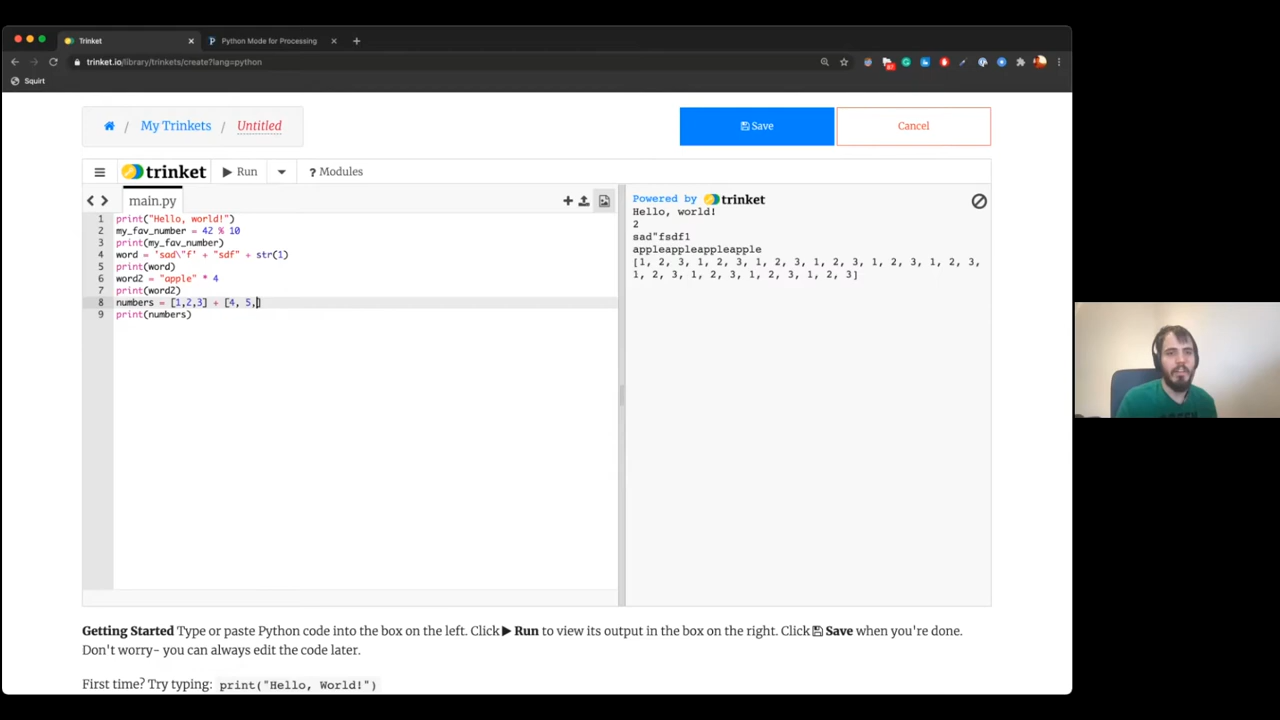 Trinket
Python Mode for Processing
trinket.io/library/trinkets/create?lang=python
Squirt
/ My Trinkets / Untitled
Save
Cancel
trinket
Run
? Modules
main.py
Powered by trinket
1 print("Hello, world!")
2 my_fav_number = 42 % 10
3 print(my_fav_number)
4 word = 'sad\"f' + "sdf" + str(1)
5 print(word)
6 word2 = "apple" * 4
7 print(word2)
8 numbers = [1,2,3] + [4, 5,]
9 print(numbers)
Hello, world!
2
sad"fsdf1
appleappleappleapple
[1, 2, 3, 1, 2, 3, 1, 2, 3, 1, 2, 3, 1, 2, 3, 1, 2, 3,
1, 2, 3, 1, 2, 3, 1, 2, 3, 1, 2, 3]
Getting Started Type or paste Python code into the box on the left. Click Run to view its output in the box on the right. Click Save when you're done.
Don't worry- you can always edit the code later.
First time? Try typing: print("Hello, World!")